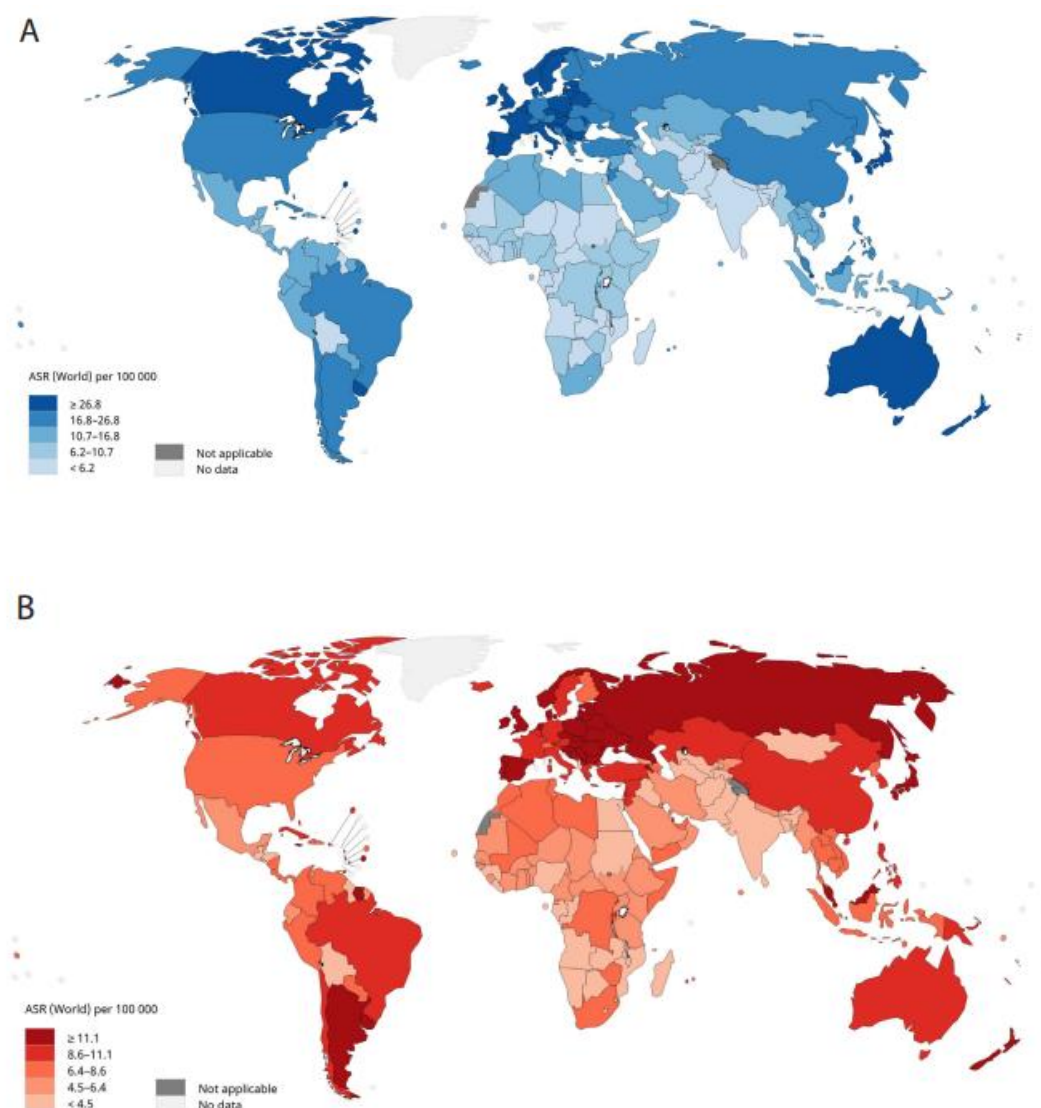 A
ASR (World) per 100 000
≥ 26.8
16.8–26.8
10.7–16.8
6.2–10.7
< 6.2
Not applicable
No data
B
ASR (World) per 100 000
≥ 11.1
8.6–11.1
6.4–8.6
4.5–6.4
< 4.5
Not applicable
No data